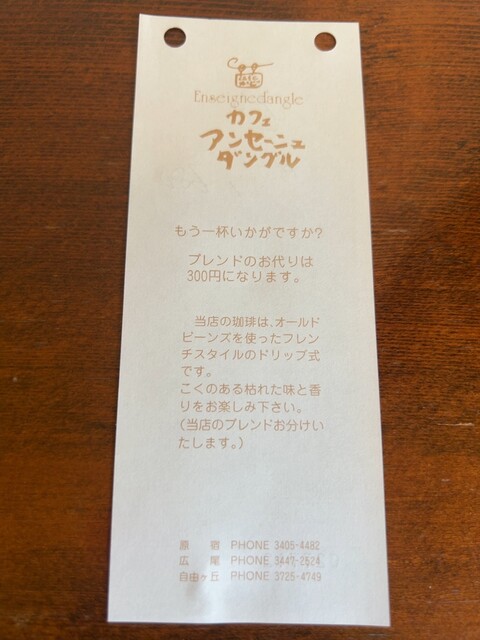 Enseignedangle
カフェ
アンセーニュ
ダングル
もう一杯いかがですか?
ブレンドのお代りは
300円になります。
当店の珈琲は、オールド
ビーンズを使ったフレン
チスタイルのドリップ式
です。
こくのある枯れた味と香
りをお楽しみ下さい。
(当店のブレンドお分けい
たします。)
原 宿 PHONE 3405-4482
広 尾 PHONE 3447-2524
自由ヶ丘 PHONE 3725-4749